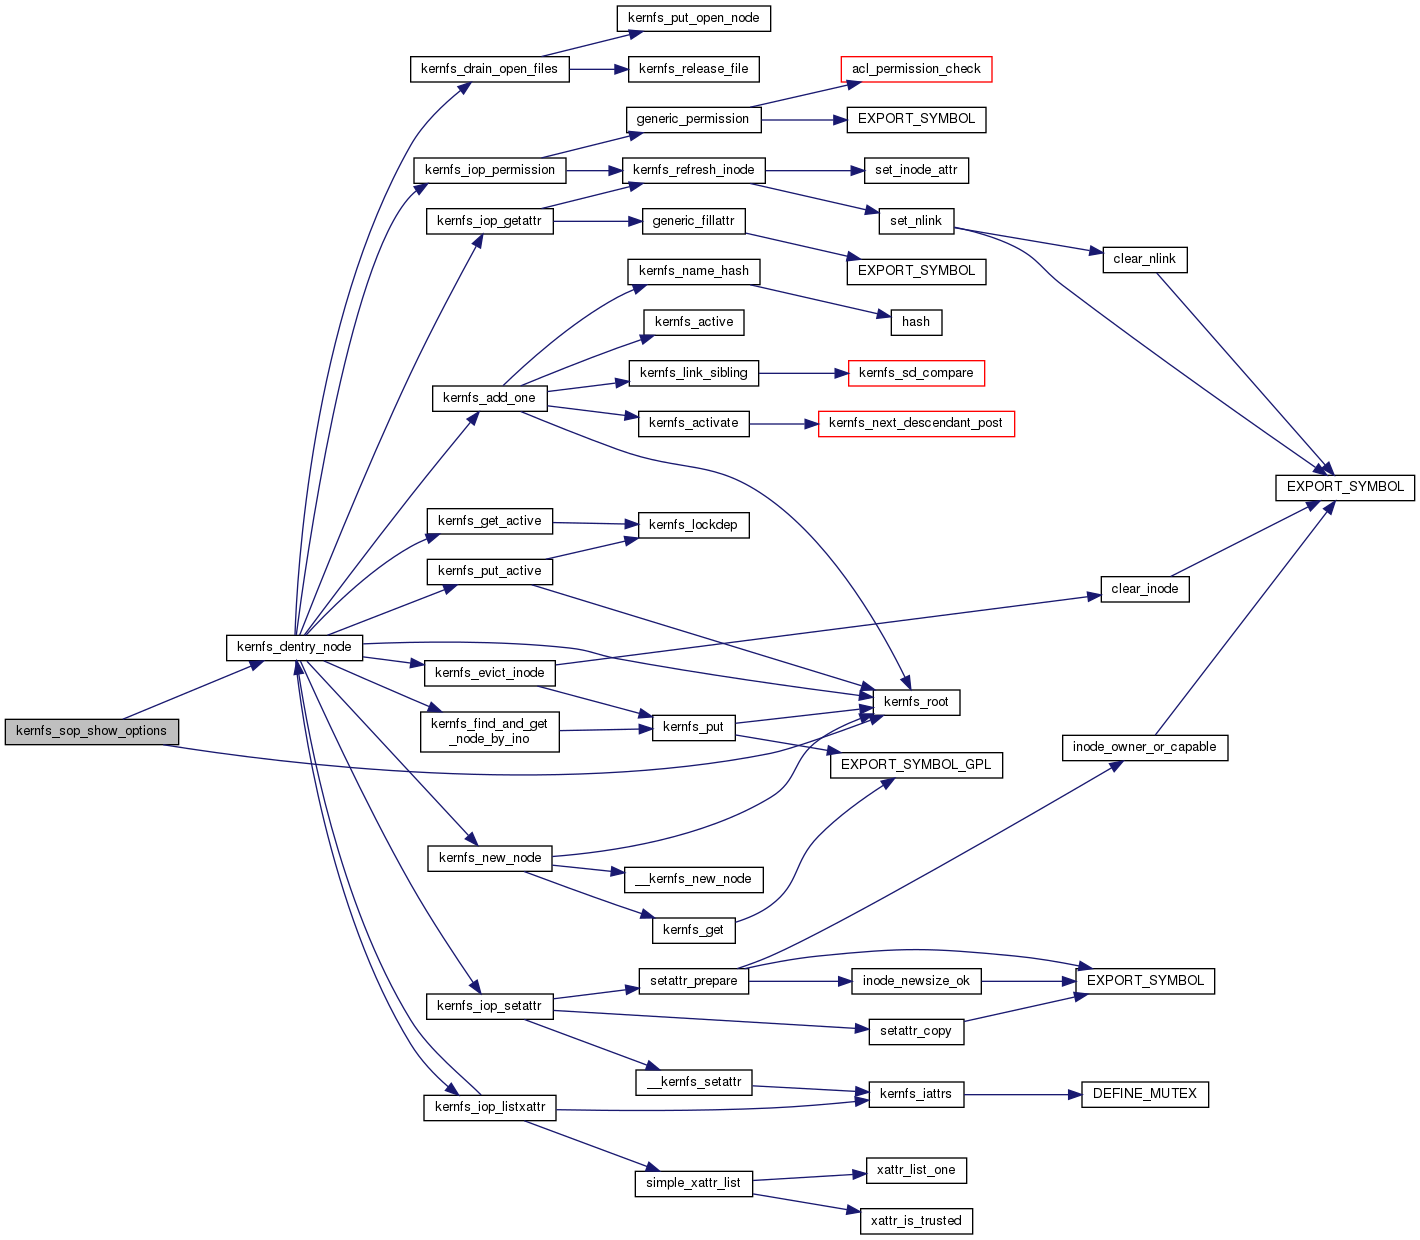 kernfs_put_open_node
kernfs_drain_open_files
kernfs_release_file
acl_permission_check
generic_permission
EXPORT_SYMBOL
kernfs_iop_permission
kernfs_refresh_inode
set_inode_attr
kernfs_iop_getattr
generic_fillattr
set_nlink
clear_nlink
kernfs_name_hash
EXPORT_SYMBOL
kernfs_active
hash
kernfs_link_sibling
kernfs_sd_compare
kernfs_add_one
kernfs_activate
kernfs_next_descendant_post
EXPORT_SYMBOL
kernfs_get_active
kernfs_lockdep
kernfs_put_active
clear_inode
kernfs_dentry_node
kernfs_evict_inode
kernfs_root
kernfs_sop_show_options
kernfs_find_and_get
_node_by_ino
kernfs_put
inode_owner_or_capable
EXPORT_SYMBOL_GPL
kernfs_new_node
__kernfs_new_node
kernfs_get
setattr_prepare
inode_newsize_ok
EXPORT_SYMBOL
kernfs_iop_setattr
setattr_copy
__kernfs_setattr
kernfs_iattrs
DEFINE_MUTEX
kernfs_iop_listxattr
simple_xattr_list
xattr_list_one
xattr_is_trusted